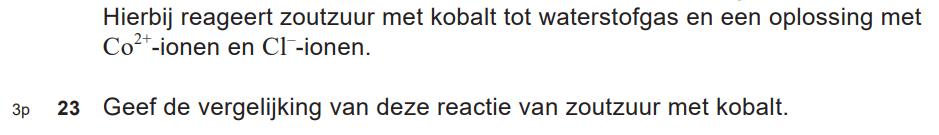 Hierbij reageert zoutzuur met kobalt tot waterstofgas en een oplossing met
Co²⁺-ionen en Cl⁻-ionen.
3p 23 Geef de vergelijking van deze reactie van zoutzuur met kobalt.